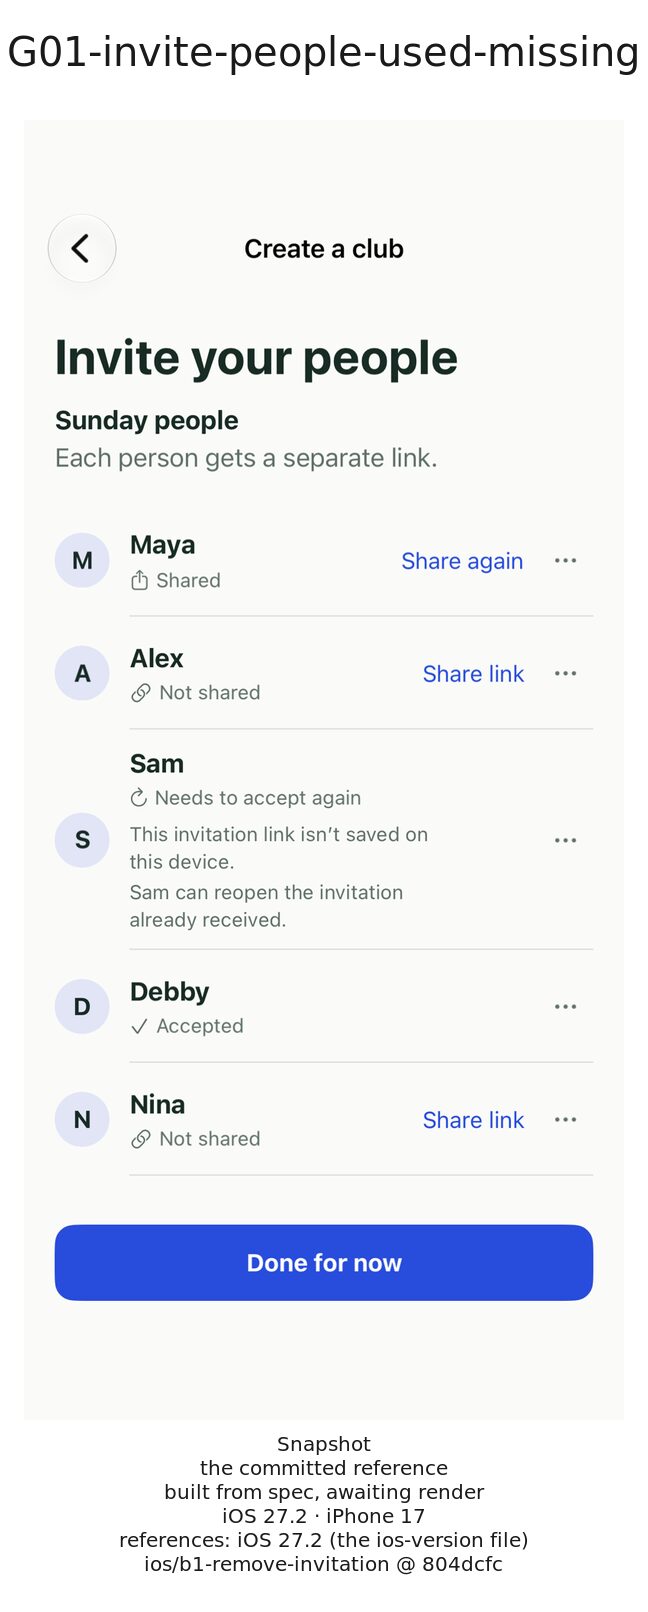 G01-invite-people-used-missing
Create a club
Invite your people
Sunday people
Each person gets a separate link.
M
Maya
Shared
Share again
A
Alex
Not shared
Share link
S
Sam
Needs to accept again
This invitation link isn’t saved on
this device.
Sam can reopen the invitation
already received.
D
Debby
Accepted
N
Nina
Not shared
Share link
Done for now
Snapshot
the committed reference
built from spec, awaiting render
iOS 27.2 · iPhone 17
references: iOS 27.2 (the ios-version file)
ios/b1-remove-invitation @ 804dcfc